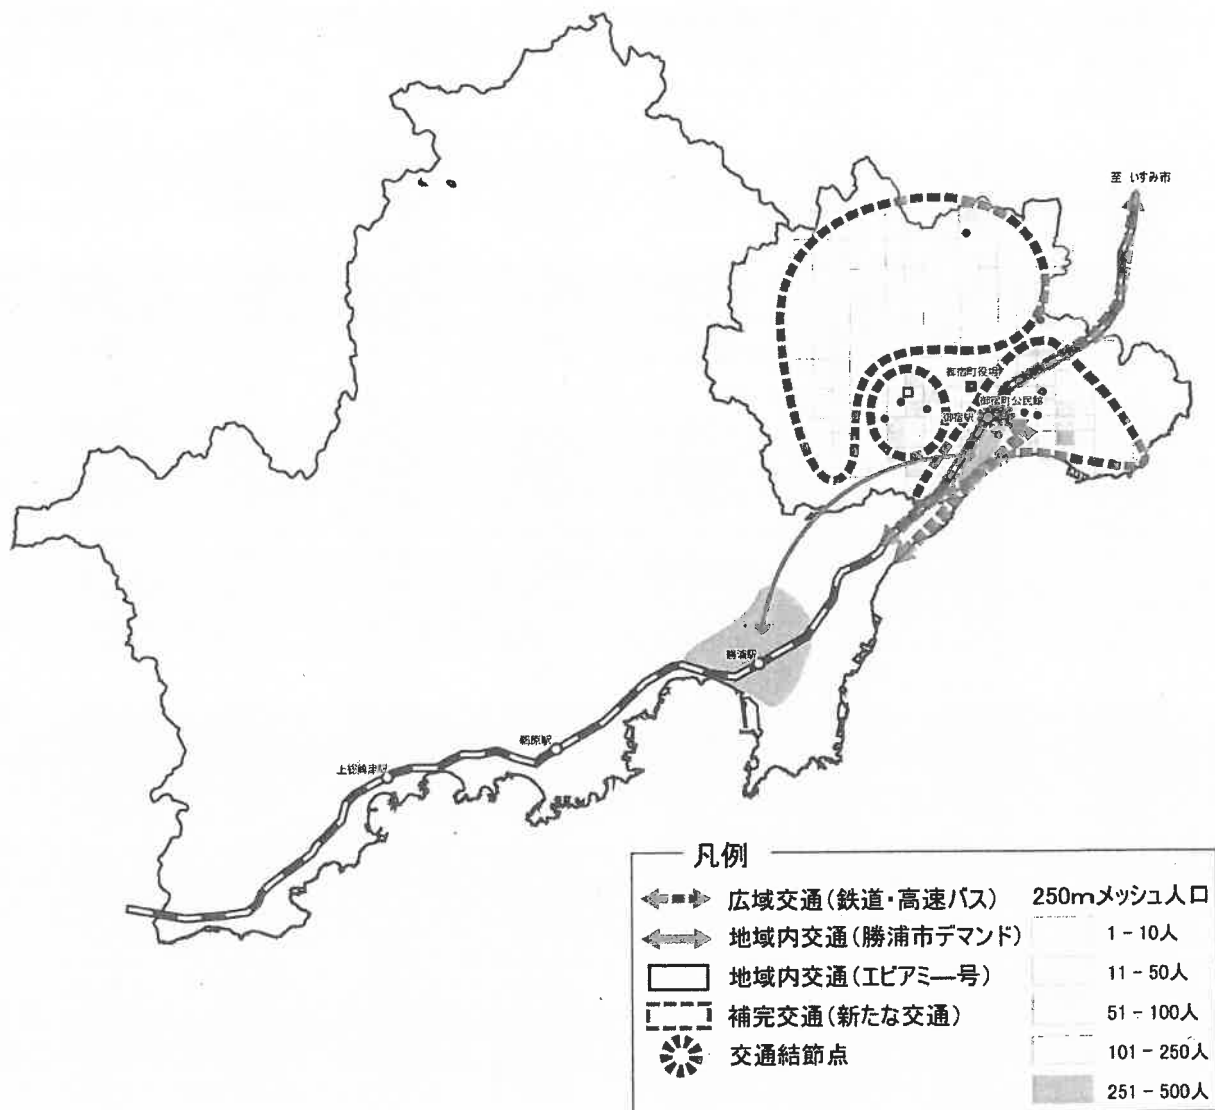 至 いすみ市
御宿町役場
御宿町公民館
御宿駅
勝浦駅
鵜原駅
上総興津駅
凡例
広域交通(鉄道・高速バス)
地域内交通(勝浦市デマンド)
地域内交通(エビアミー号)
補完交通(新たな交通)
交通結節点
250mメッシュ人口
1-10人
11-50人
51-100人
101-250人
251-500人